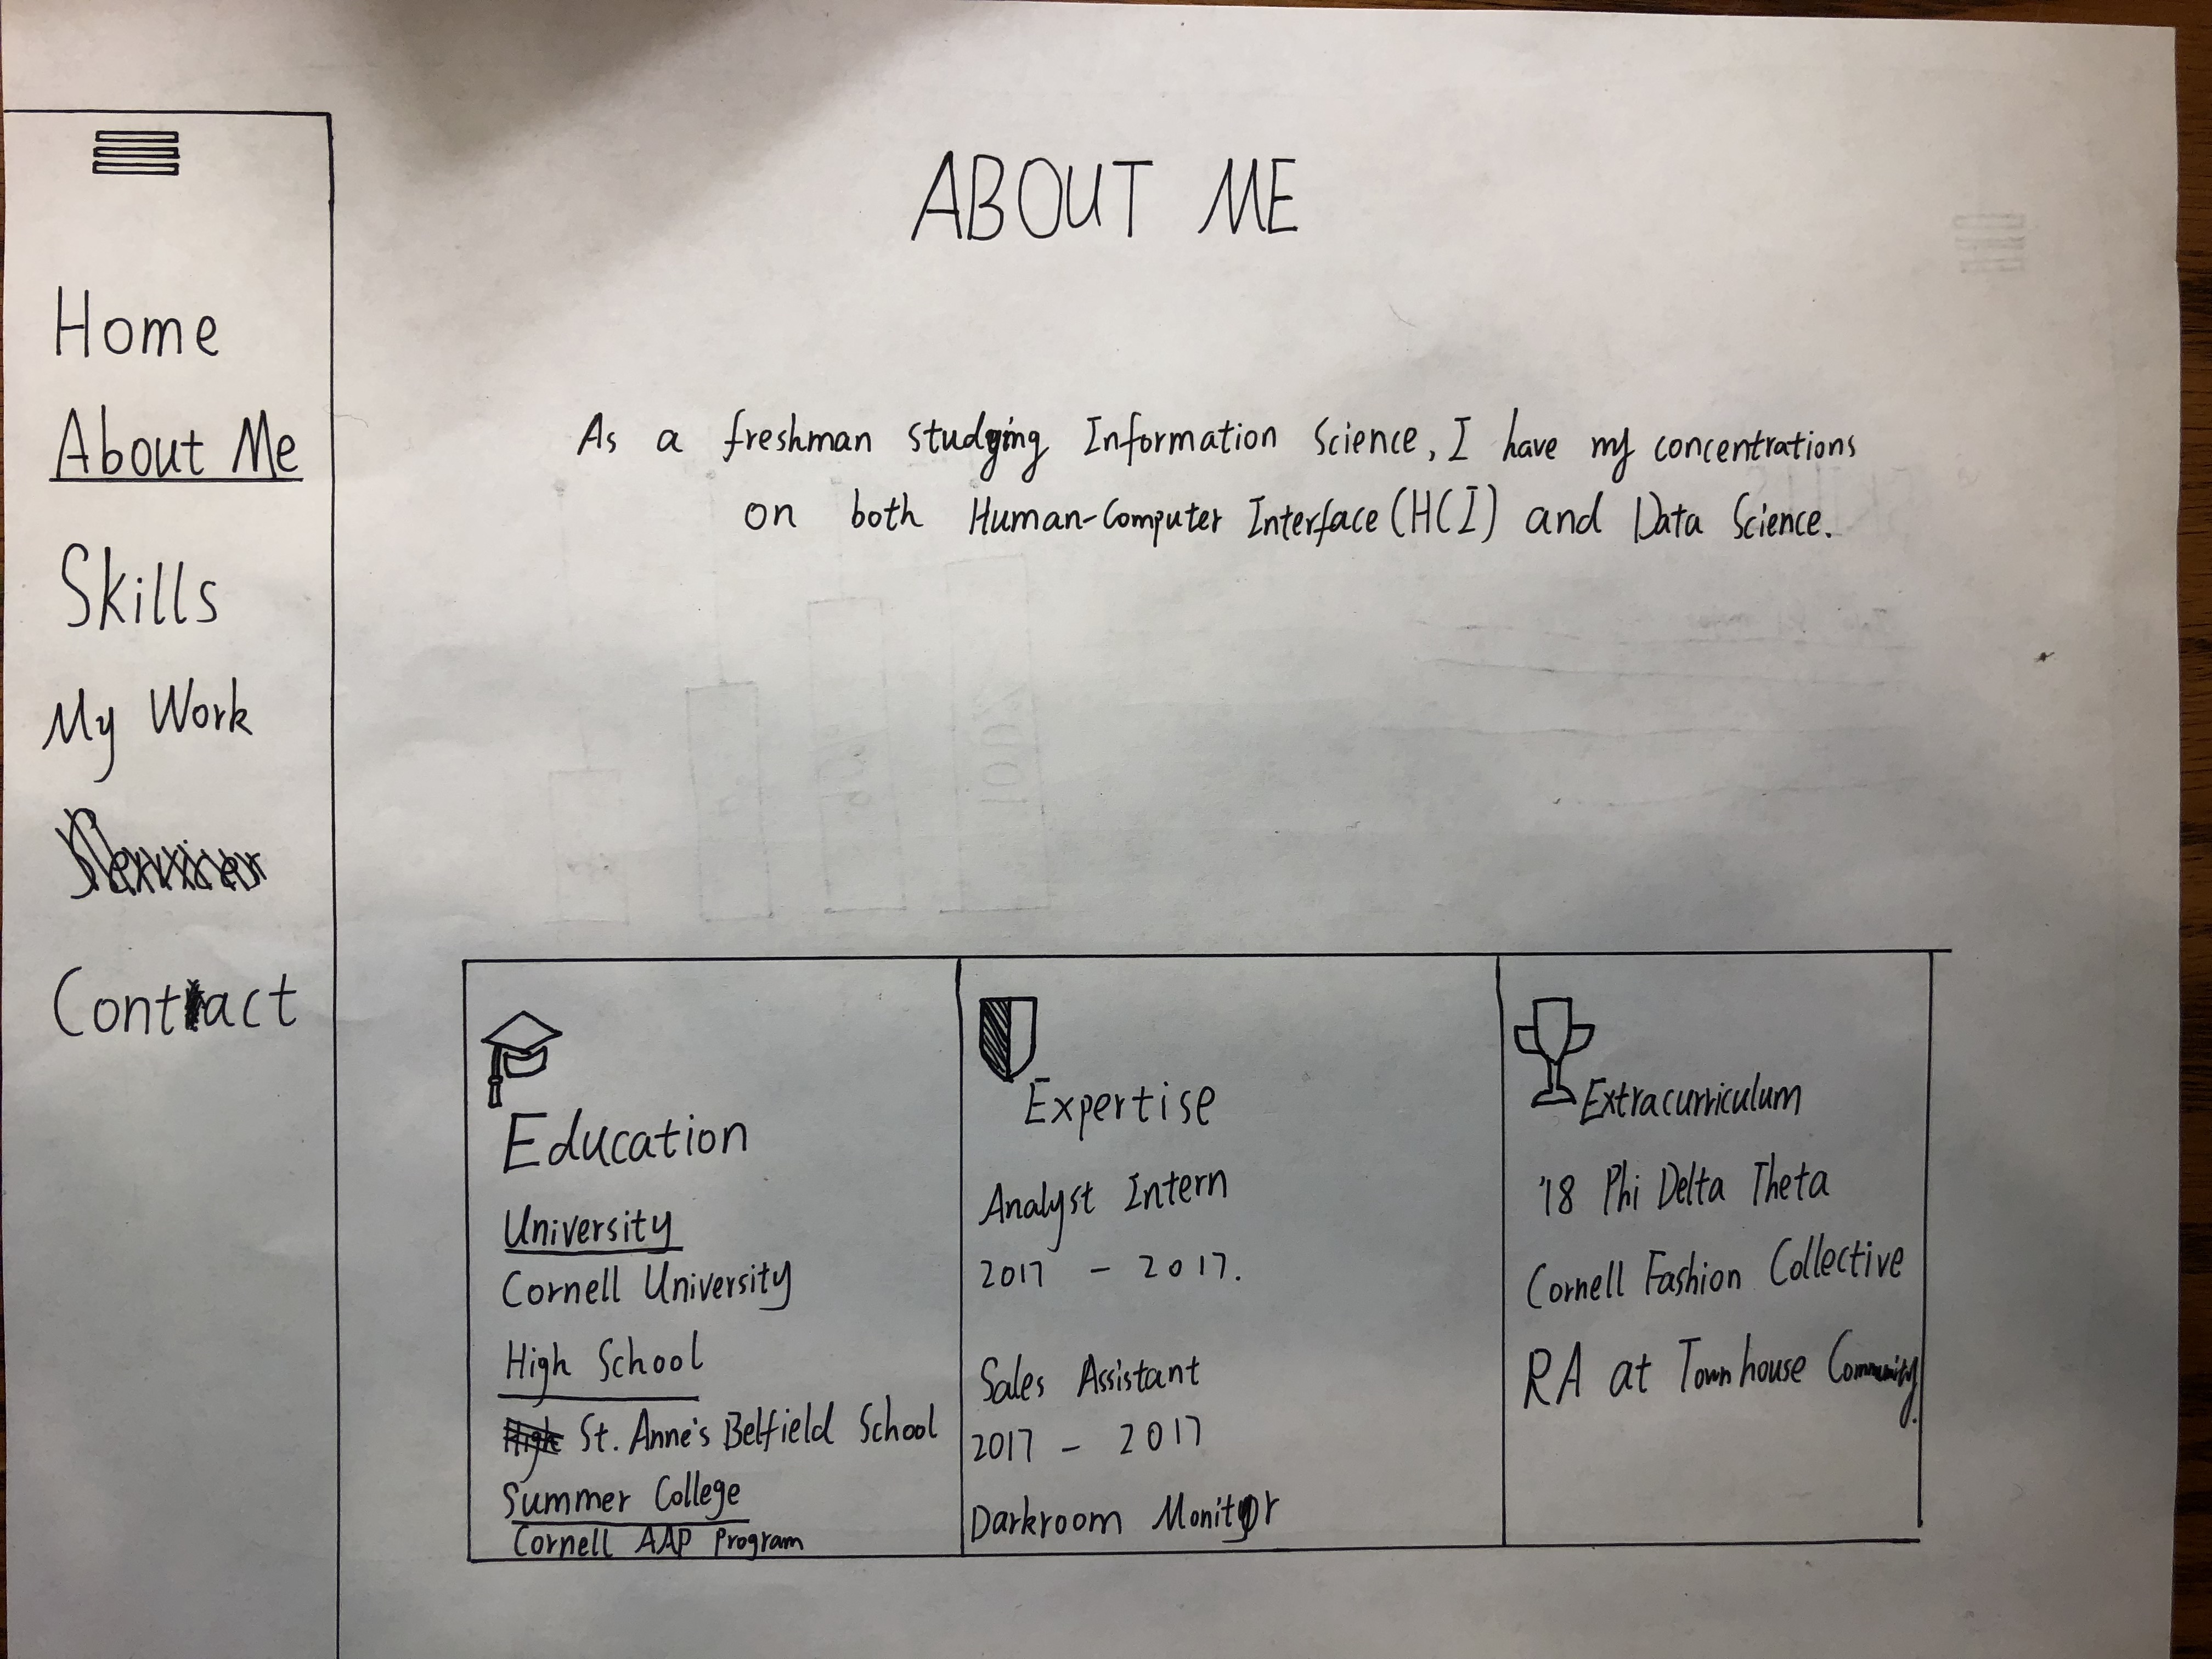 Home
About Me
Skills
My Work
Contact
ABOUT ME
As a freshman studying Information Science, I have my concentrations
on both Human-Computer Interface (HCI) and Data Science.
Education
University
Cornell University
High School
St. Anne's Belfield School
Summer College
Cornell AAP Program
Expertise
Analyst Intern
2017 - 2017.
Sales Assistant
2017 - 2017
Darkroom Monitor
Extracurriculum
'18 Phi Delta Theta
Cornell Fashion Collective
RA at Townhouse Community.